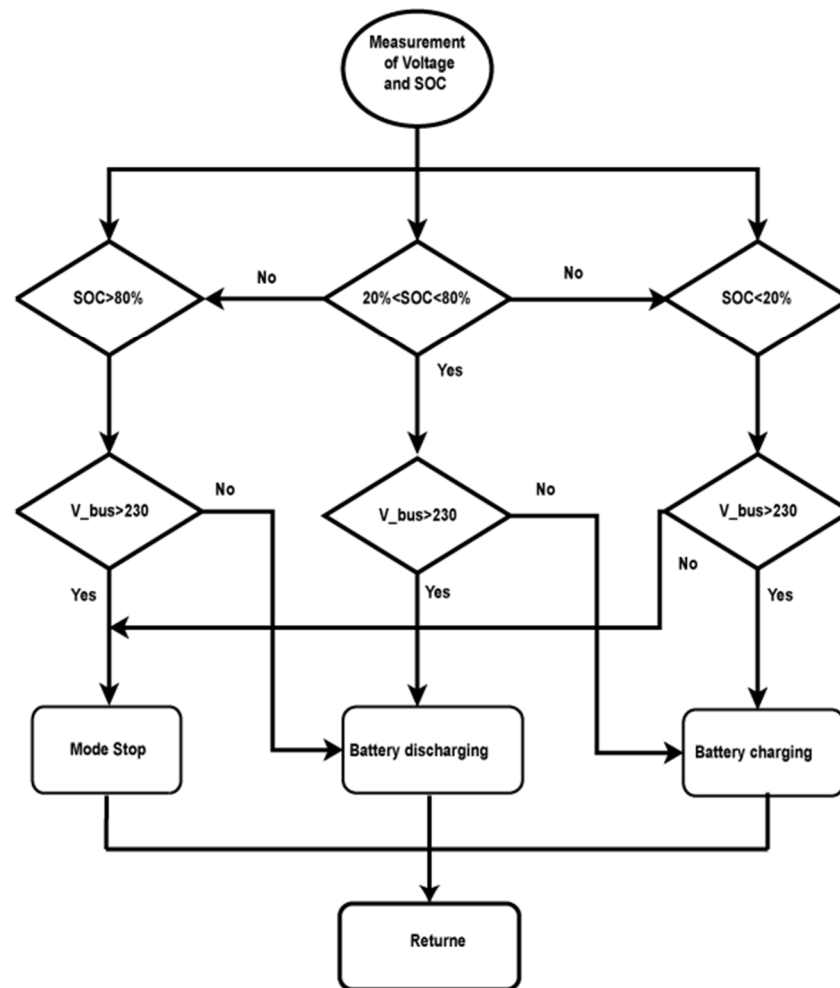 Measurement
of Voltage
and SOC
No
No
SOC>80%
20%<SOC<80%
SOC<20%
Yes
No
No
V_bus>230
V_bus>230
V_bus>230
No
Yes
Yes
Yes
Mode Stop
Battery discharging
Battery charging
Returne